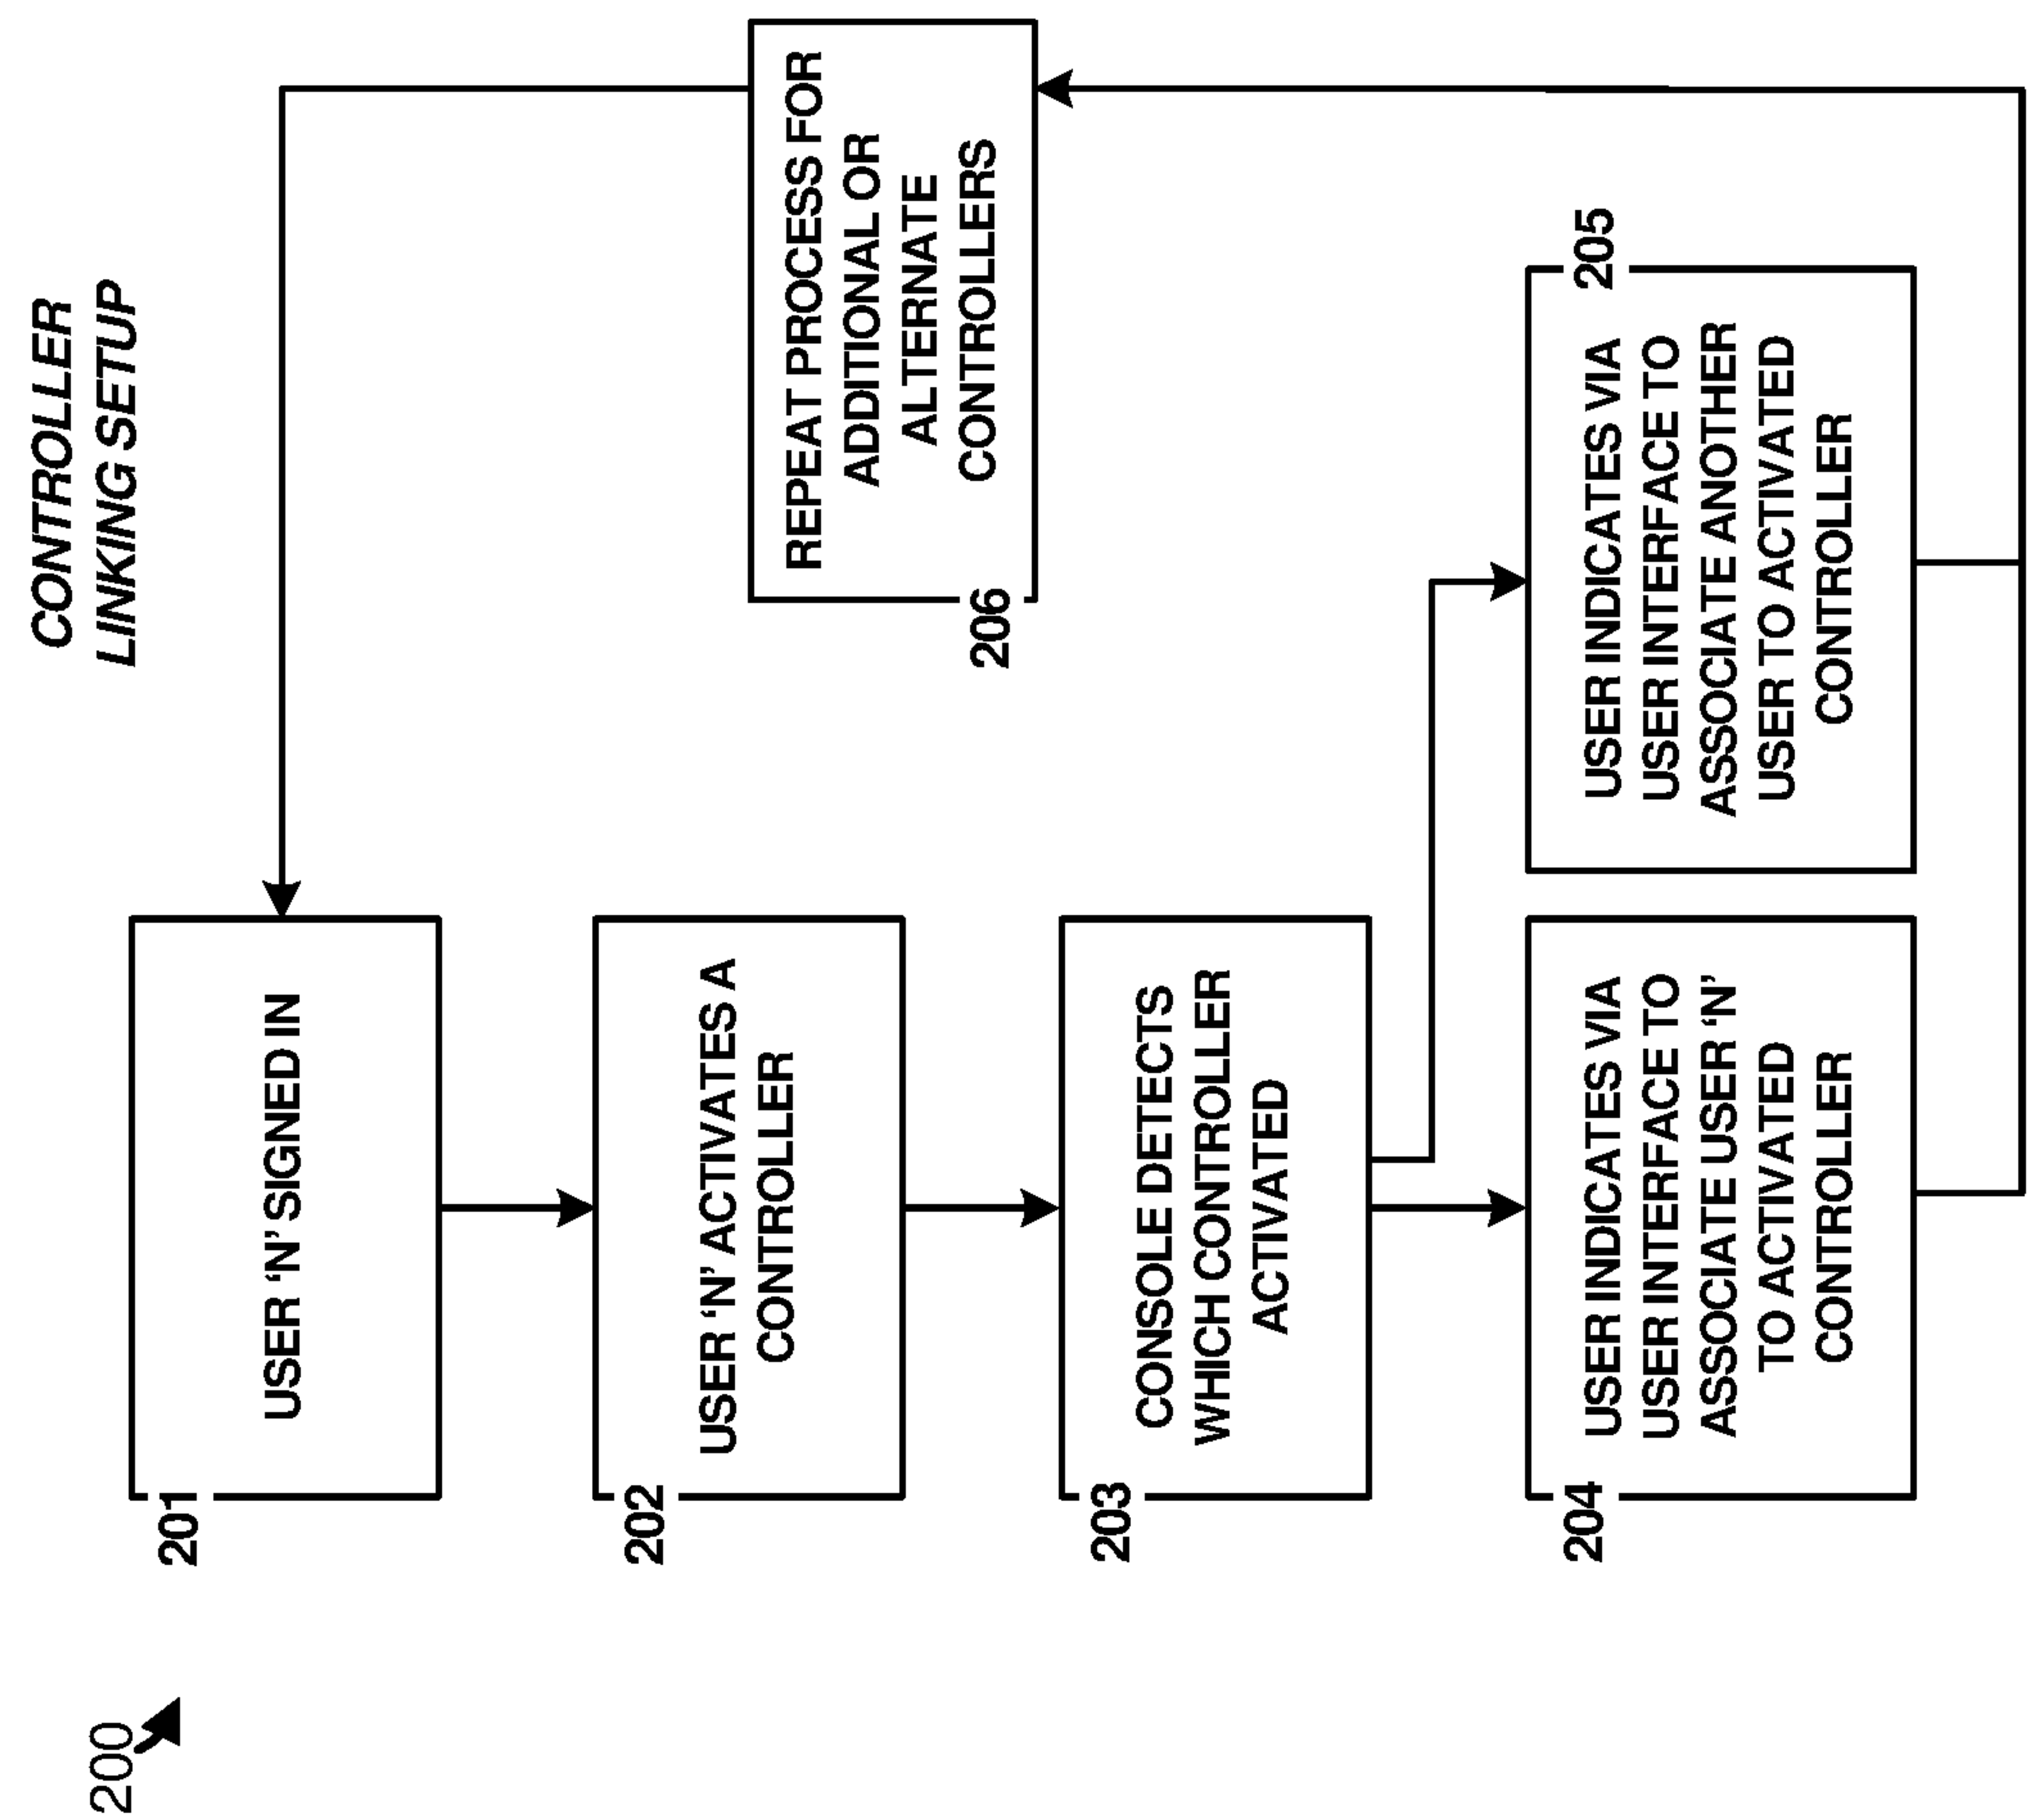 200
CONTROLLER
LINKING SETUP
201
USER 'N' SIGNED IN
202
USER ‘N’ ACTIVATES A
CONTROLLER
203
CONSOLE DETECTS
WHICH CONTROLLER
ACTIVATED
204
USER INDICATES VIA
USER INTERFACE TO
ASSOCIATE USER ‘N’
TO ACTIVATED
CONTROLLER
205
USER INDICATES VIA
USER INTERFACE TO
ASSOCIATE ANOTHER
USER TO ACTIVATED
CONTROLLER
206
REPEAT PROCESS FOR
ADDITIONAL OR
ALTERNATE
CONTROLLERS